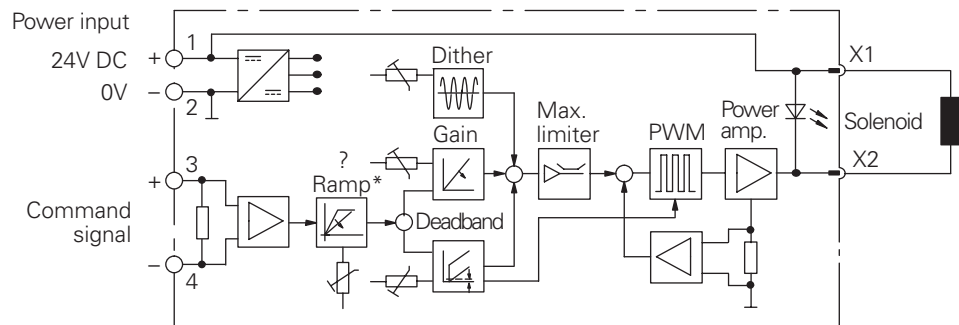 Power input
1
X1
+
24V DC
Dither
0V
−
2
Gain
Max.
limiter
PWM
Power
amp.
Solenoid
X2
3
+
?
Ramp*
Deadband
Command
signal
−
4